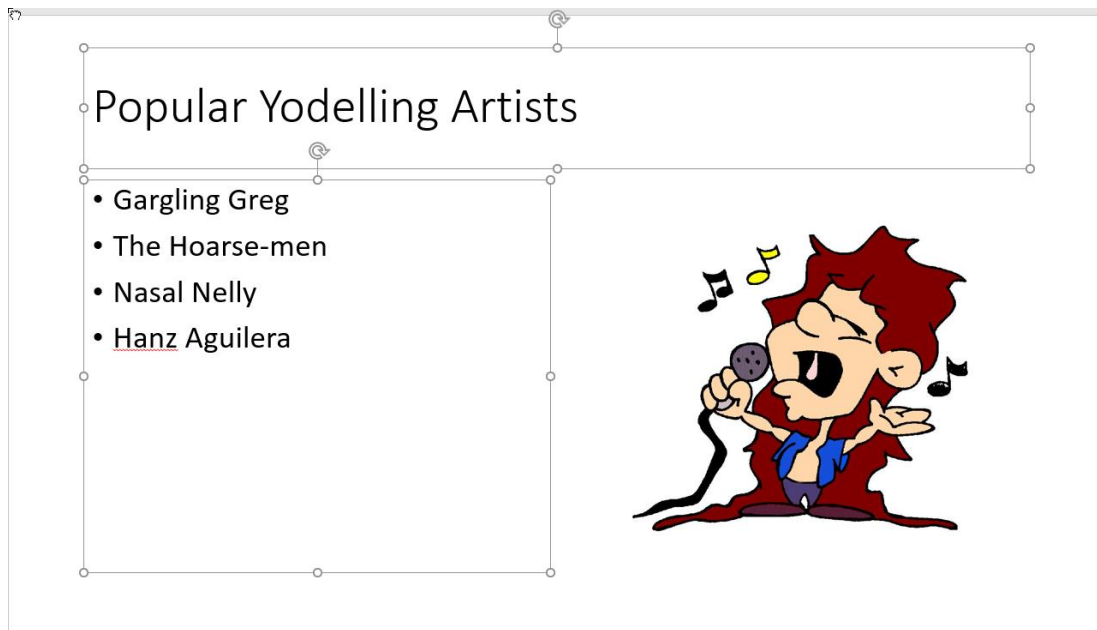 Popular Yodelling Artists
• Gargling Greg
• The Hoarse-men
• Nasal Nelly
• Hanz Aguilera